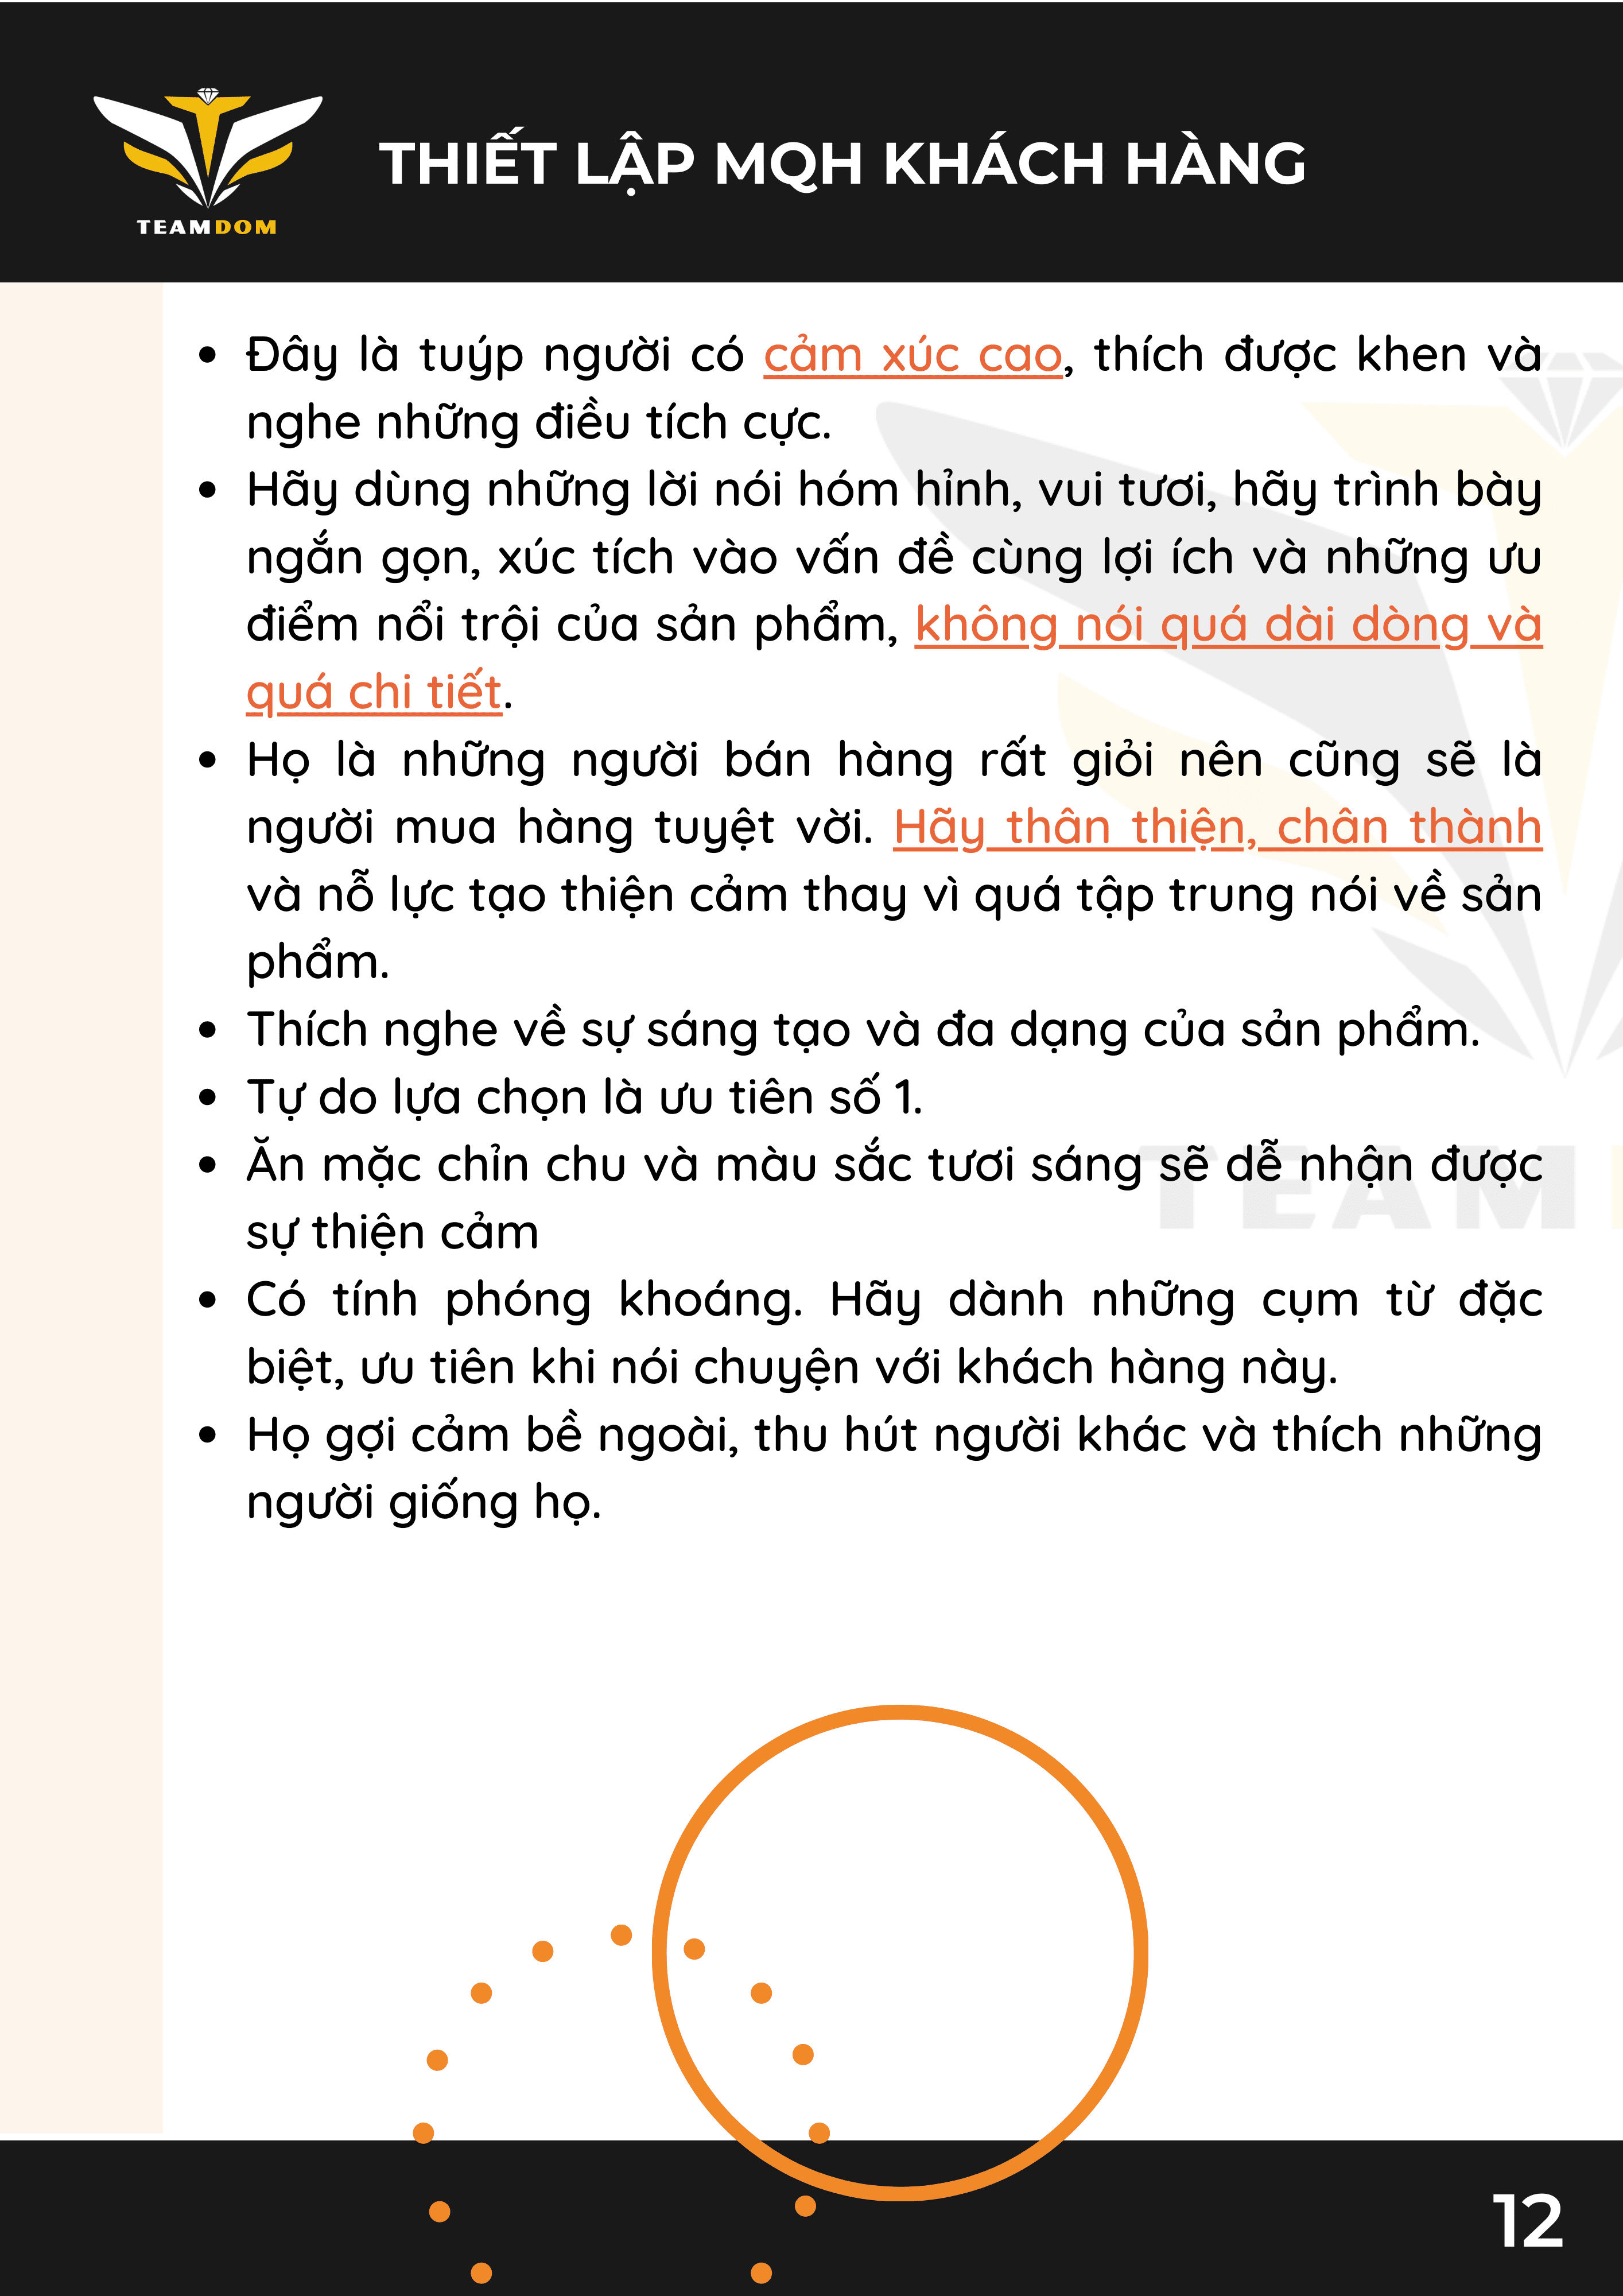 TEAMDOM
THIẾT LẬP MQH KHÁCH HÀNG
• Đây là tuýp người có cảm xúc cao, thích được khen và
nghe những điều tích cực.
• Hãy dùng những lời nói hóm hỉnh, vui tươi, hãy trình bày
ngắn gọn, xúc tích vào vấn đề cùng lợi ích và những ưu
điểm nổi trội của sản phẩm, không nói quá dài dòng và
quá chi tiết.
• Họ là những người bán hàng rất giỏi nên cũng sẽ là
người mua hàng tuyệt vời. Hãy thân thiện, chân thành
và nỗ lực tạo thiện cảm thay vì quá tập trung nói về sản
phẩm.
• Thích nghe về sự sáng tạo và đa dạng của sản phẩm.
• Tự do lựa chọn là ưu tiên số 1.
• Ăn mặc chỉn chu và màu sắc tươi sáng sẽ dễ nhận được
sự thiện cảm
• Có tính phóng khoáng. Hãy dành những cụm từ đặc
biệt, ưu tiên khi nói chuyện với khách hàng này.
• Họ gợi cảm bề ngoài, thu hút người khác và thích những
người giống họ.
TEAM
12